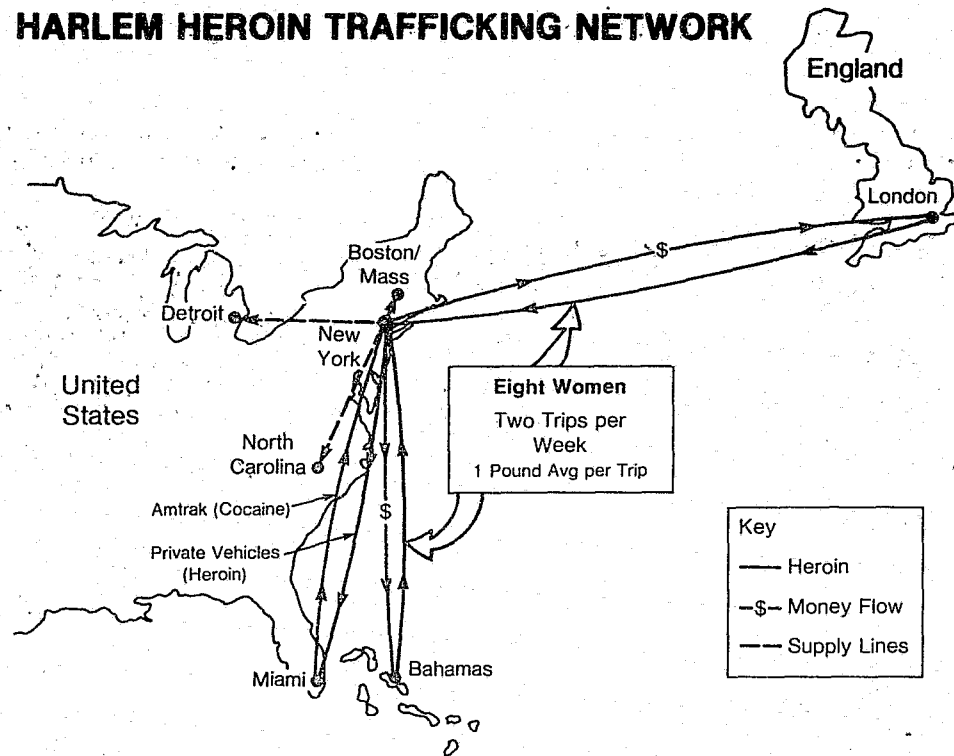 HARLEM HEROIN TRAFFICKING NETWORK
England
London
Boston/
Mass
$
Detroit
New
York
United
States
Eight Women
Two Trips per
Week
1 Pound Avg per Trip
North
Carolina
Amtrak (Cocaine)
$
Private Vehicles
(Heroin)
Key
Heroin
-$- Money Flow
Supply Lines
Miami
Bahamas